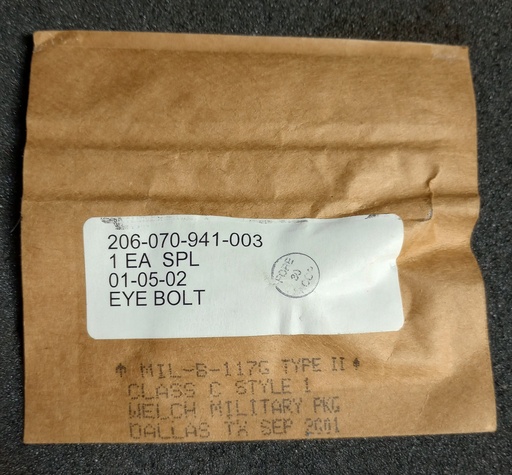 206-070-941-003
1 EA SPL
01-05-02
EYE BOLT
30
MIL-B-117G TYPE II
CLASS C STYLE 1
WELCH MILITARY PKG
DALLAS TX SEP 2001